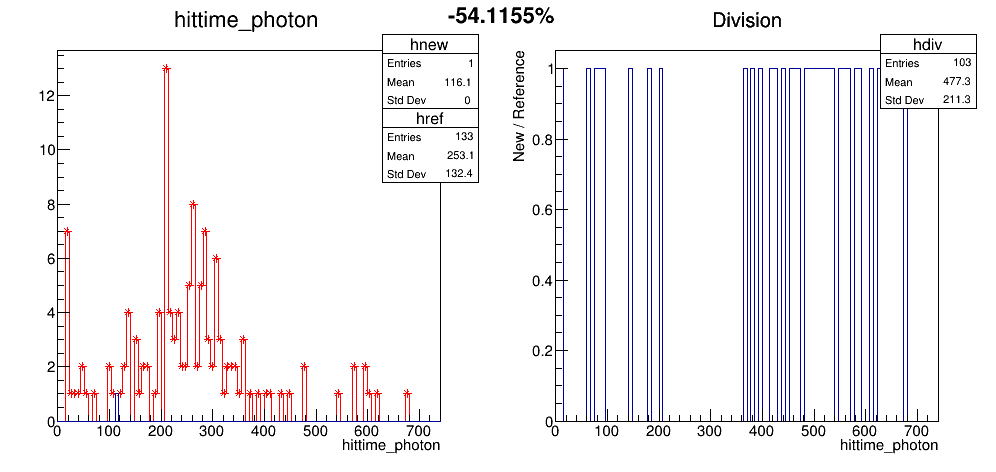 hittime_photon
-54.1155%
Division
hnew
Entries 1
Mean 116.1
Std Dev 0
href
Entries 133
Mean 253.1
Std Dev 132.4
12
10
8
6
4
2
0
0 100 200 300 400 500 600 700
hittime_photon
hdiv
Entries 103
Mean 477.3
Std Dev 211.3
New / Reference
1
0.8
0.6
0.4
0.2
0
0 100 200 300 400 500 600 700
hittime_photon